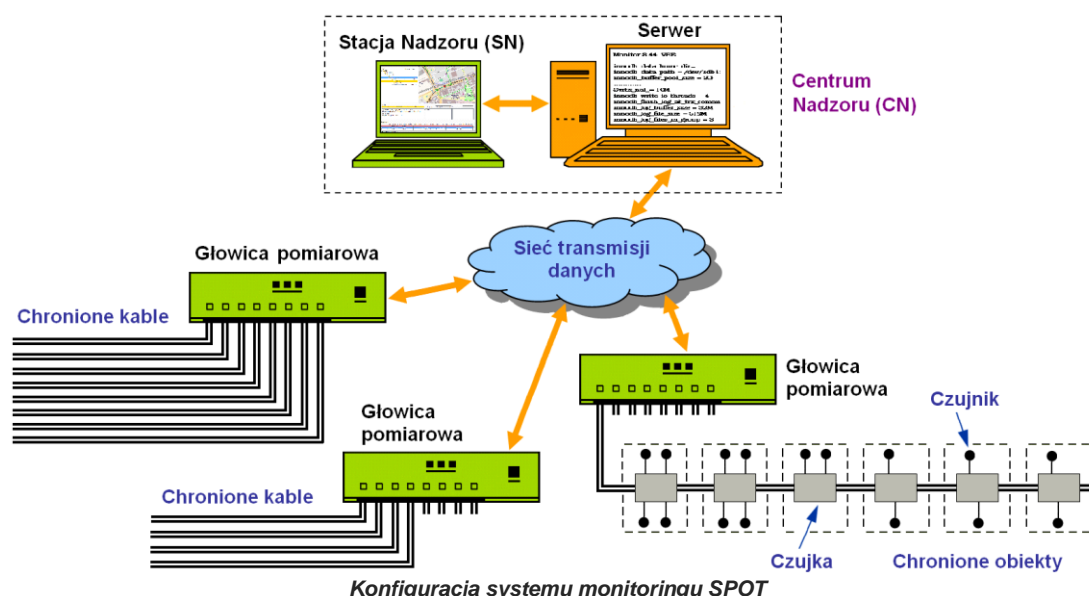 Stacja Nadzoru (SN)
Serwer
Centrum
Nadzoru (CN)
Sieć transmisji
danych
Głowica pomiarowa
Chronione kable
Głowica
pomiarowa
Chronione kable
Głowica
pomiarowa
Czujnik
Czujka
Chronione obiekty
Konfiguracja systemu monitoringu SPOT